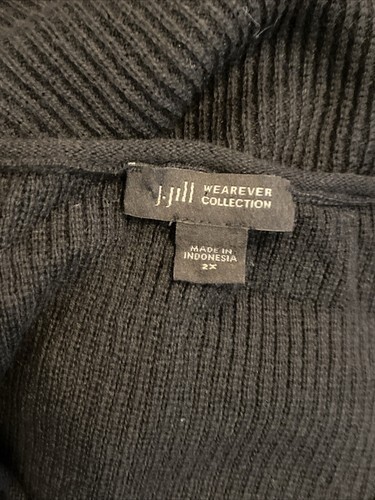 J.Jill WEAREVER
COLLECTION
MADE IN
INDONESIA
2X